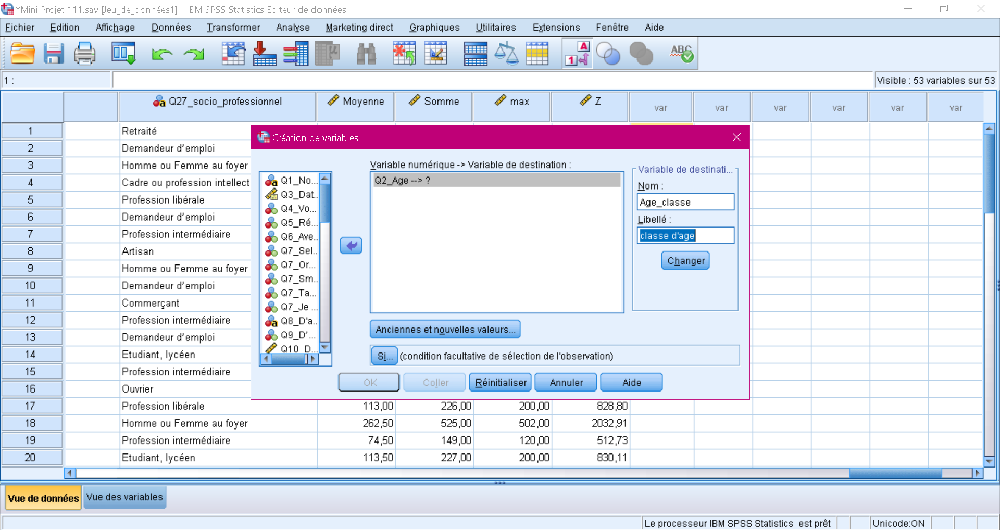 *Mini Projet 111.sav [Jeu_de_données1] - IBM SPSS Statistics Editeur de données
Fichier Edition Affichage Données Transformer Analyse Marketing direct Graphiques Utilitaires Extensions Fenêtre Aide
1 :
Visible : 53 variables sur 53
Q27_socio_professionnel Moyenne Somme max Z var var var var var var
1 Retraité
2 Demandeur d'emploi
3 Homme ou Femme au foyer
4 Cadre ou profession intellect
5 Profession libérale
6 Demandeur d'emploi
7 Profession intermédiaire
8 Artisan
9 Homme ou Femme au foyer
10 Demandeur d'emploi
11 Commerçant
12 Profession intermédiaire
13 Demandeur d'emploi
14 Etudiant, lycéen
15 Profession intermédiaire
16 Ouvrier
17 Profession libérale 113,00 226,00 200,00 828,80
18 Homme ou Femme au foyer 262,50 525,00 502,00 2032,91
19 Profession intermédiaire 74,50 149,00 120,00 512,73
20 Etudiant, lycéen 113,50 227,00 200,00 830,11
Création de variables
Q1_No...
Q3_Dat...
Q4_Vo...
Q5_Ré...
Q6_Ave...
Q7_Sel...
Q7_Or...
Q7_Sm...
Q7_Ta...
Q7_Je ...
Q8_D'a...
Q9_D'...
Q10_D...
Variable numérique -> Variable de destination :
Q2_Age --> ?
Variable de destinati...
Nom :
Age_classe
Libellé :
classe d'age
Changer
Anciennes et nouvelles valeurs...
Si... (condition facultative de sélection de l'observation)
OK Coller Réinitialiser Annuler Aide
Vue de données Vue des variables
Le processeur IBM SPSS Statistics est prêt Unicode:ON